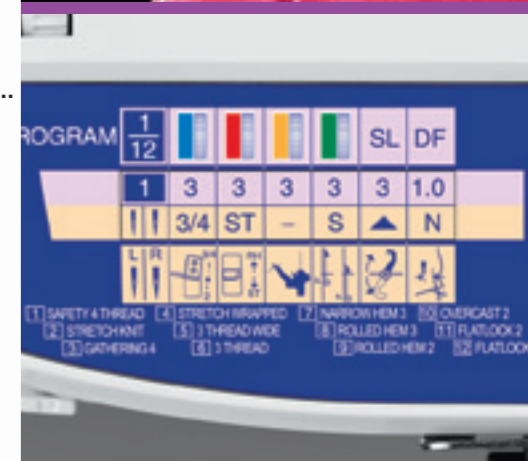 ..
ROGRAM 1/12 SL DF
1 3 3 3 3 3 1.0
3/4 ST – S ▲ N
L R
1 SAFETY 4 THREAD 4 STRETCH WRAPPED 7 NARROW HEM 3 10 OVERCAST 2
2 STRETCH KNIT 5 3 THREAD WIDE 8 ROLLED HEM 3 11 FLATLOCK 2
3 GATHERING 4 6 3 THREAD 9 ROLLED HEM 2 12 FLATLOCK